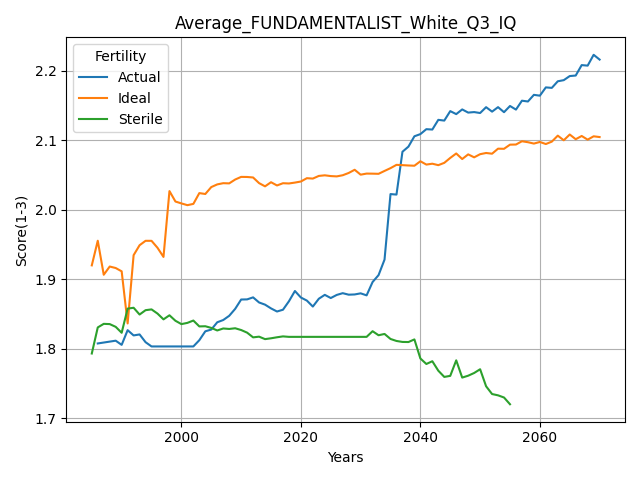 Average_FUNDAMENTALIST_White_Q3_IQ
Fertility
Actual
Ideal
Sterile
Score(1-3)
2.2
2.1
2.0
1.9
1.8
1.7
2000 2020 2040 2060
Years